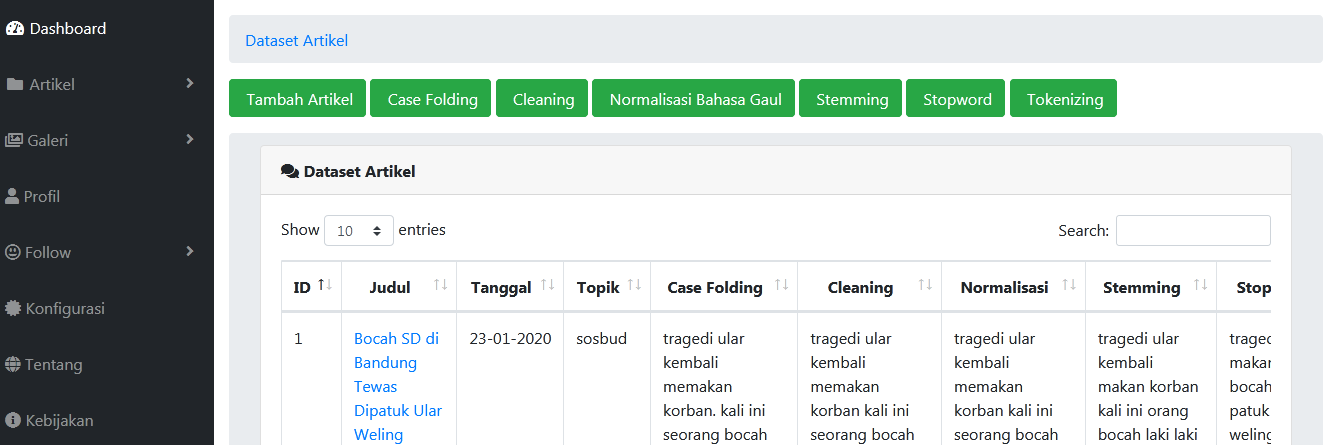 Dashboard
Artikel
Galeri
Profil
Follow
Konfigurasi
Tentang
Kebijakan
Dataset Artikel
Tambah Artikel Case Folding Cleaning Normalisasi Bahasa Gaul Stemming Stopword Tokenizing
Dataset Artikel
Show 10 entries Search:
ID Judul Tanggal Topik Case Folding Cleaning Normalisasi Stemming Stop
1 Bocah SD di 23-01-2020 sosbud tragedi ular tragedi ular tragedi ular tragedi ular
Bandung kembali kembali kembali kembali
Tewas memakan memakan memakan makan korban
Dipatuk Ular korban. kali ini korban kali ini korban kali ini kali ini orang patuk
Weling seorang bocah seorang bocah seorang bocah bocah laki laki